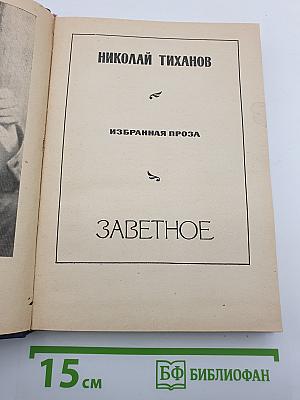 НИКОЛАЙ ТИХАНОВ
ИЗБРАННАЯ ПРОЗА
ЗАВЕТНОЕ
15 см
БФ БИБЛИОФАН